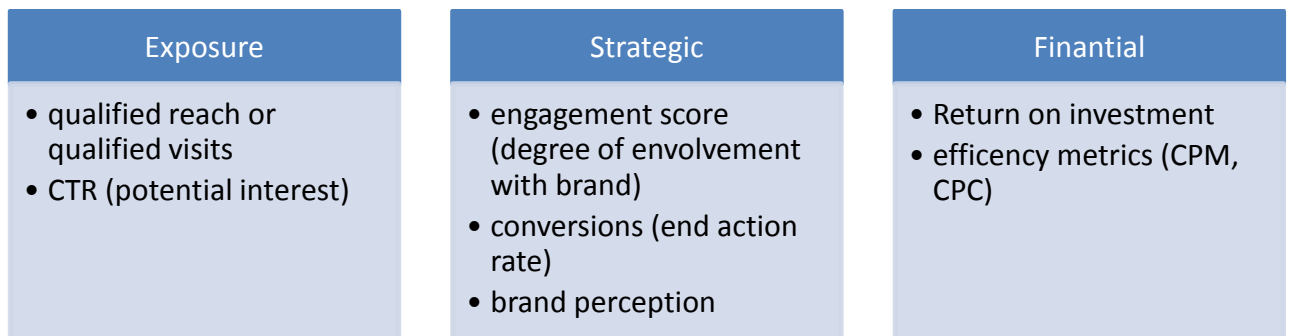 Exposure
• qualified reach or
qualified visits
• CTR (potential interest)
Strategic
• engagement score
(degree of envolvement
with brand)
• conversions (end action
rate)
• brand perception
Finantial
• Return on investment
• efficency metrics (CPM,
CPC)